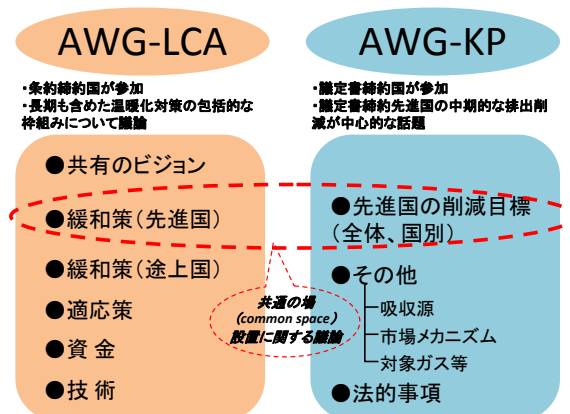 AWG-LCA
・条約締約国が参加
・長期も含めた温暖化対策の包括的な
枠組みについて議論
●共有のビジョン
●緩和策(先進国)
●緩和策(途上国)
●適応策
●資 金
●技 術
共通の場
(common space)
設置に関する議論
AWG-KP
・議定書締約国が参加
・議定書締約先進国の中期的な排出削
減が中心的な話題
●先進国の削減目標
(全体、国別)
●その他
吸収源
市場メカニズム
対象ガス等
●法的事項